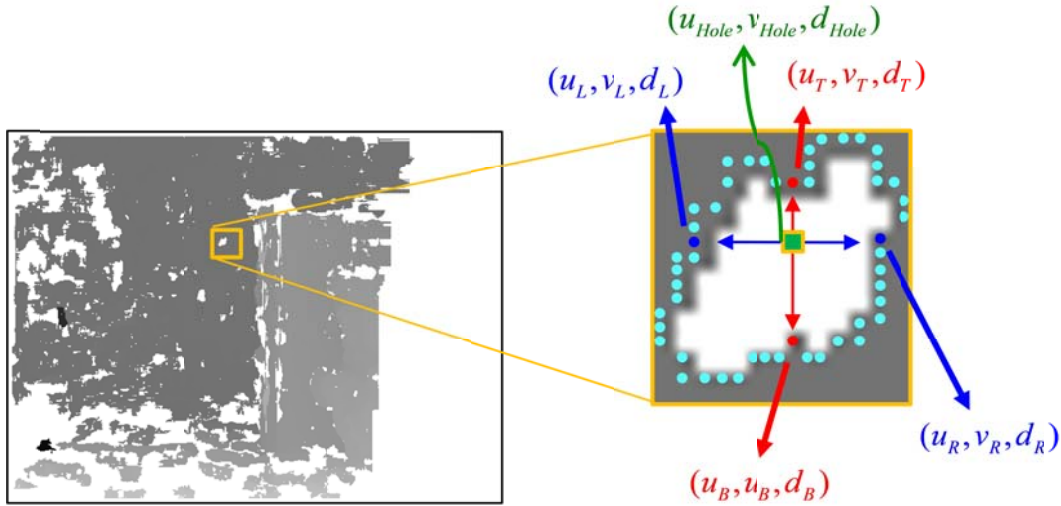 (u_Hole, v_Hole, d_Hole)
(u_L, v_L, d_L)
(u_T, v_T, d_T)
(u_R, v_R, d_R)
(u_B, u_B, d_B)